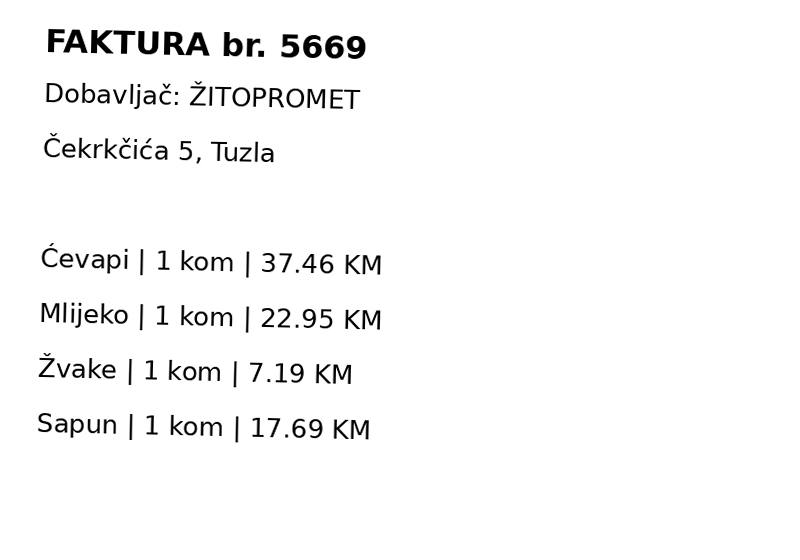 FAKTURA br. 5669
Dobavljač: ŽITOPROMET
Čekrkčića 5, Tuzla
Ćevapi | 1 kom | 37.46 KM
Mlijeko | 1 kom | 22.95 KM
Žvake | 1 kom | 7.19 KM
Sapun | 1 kom | 17.69 KM